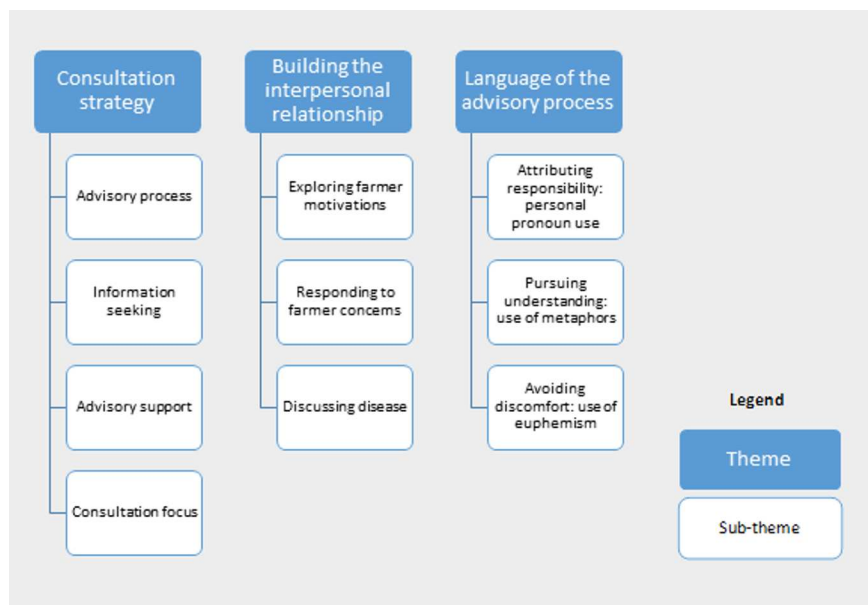 Consultation
strategy
Advisory process
Information
seeking
Advisory support
Consultation focus
Building the
interpersonal
relationship
Exploring farmer
motivations
Responding to
farmer concerns
Discussing disease
Language of the
advisory process
Attributing
responsibility:
personal
pronoun use
Pursuing
understanding:
use of metaphors
Avoiding
discomfort: use of
euphemism
Legend
Theme
Sub-theme